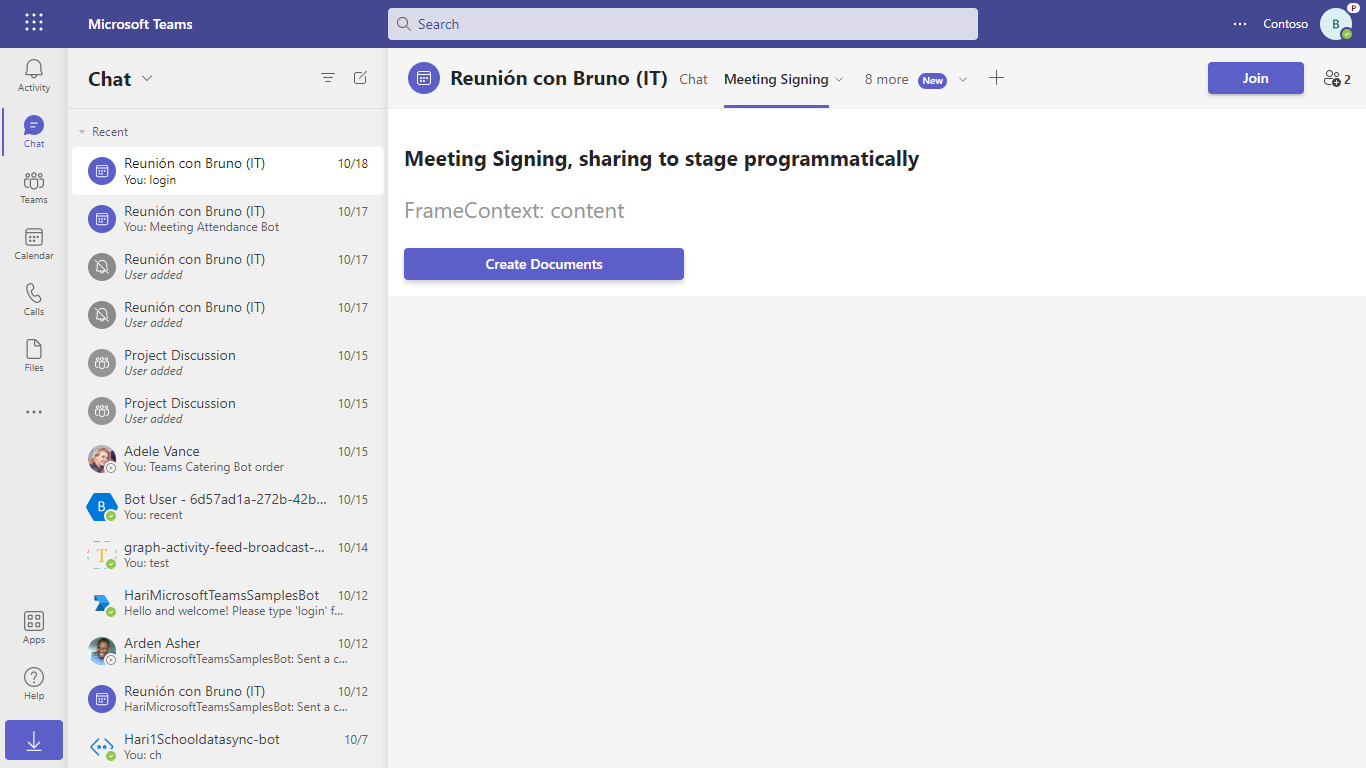 Microsoft Teams
Search
Contoso
B
P
Activity
Chat
Teams
Calendar
Calls
Files
Apps
Help
Chat
Recent
Reunión con Bruno (IT) 10/18
You: login
Reunión con Bruno (IT) 10/17
You: Meeting Attendance Bot
Reunión con Bruno (IT) 10/17
User added
Reunión con Bruno (IT) 10/17
User added
Project Discussion 10/15
User added
Project Discussion 10/15
User added
Adele Vance 10/15
You: Teams Catering Bot order
B
Bot User - 6d57ad1a-272b-42b... 10/15
You: recent
T
graph-activity-feed-broadcast-... 10/14
You: test
HariMicrosoftTeamsSamplesBot 10/12
Hello and welcome! Please type 'login' f...
Arden Asher 10/12
HariMicrosoftTeamsSamplesBot: Sent a c...
Reunión con Bruno (IT) 10/12
HariMicrosoftTeamsSamplesBot: Sent a c...
Hari1Schooldatasync-bot 10/7
You: ch
Reunión con Bruno (IT) Chat Meeting Signing 8 more New Join 2
Meeting Signing, sharing to stage programmatically
FrameContext: content
Create Documents